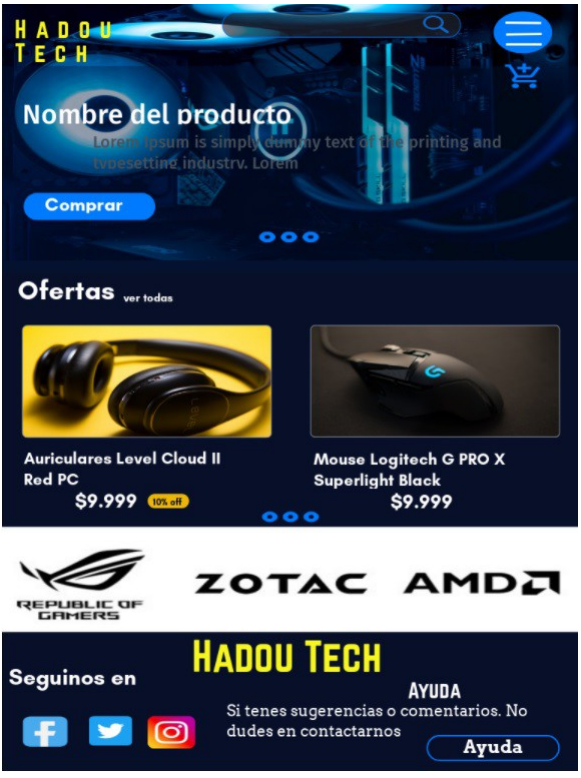 HADOU
TECH
Nombre del producto
Lorem ipsum is simply dummy text of the printing and
typesetting industry. Lorem
Comprar
Ofertas ver todas
Auriculares Level Cloud II
Red PC
$9.999 10% off
Mouse Logitech G PRO X
Superlight Black
$9.999
REPUBLIC OF
GAMERS
ZOTAC
AMD
HADOU TECH
Seguinos en
AYUDA
Si tenes sugerencias o comentarios. No
dudes en contactarnos
Ayuda